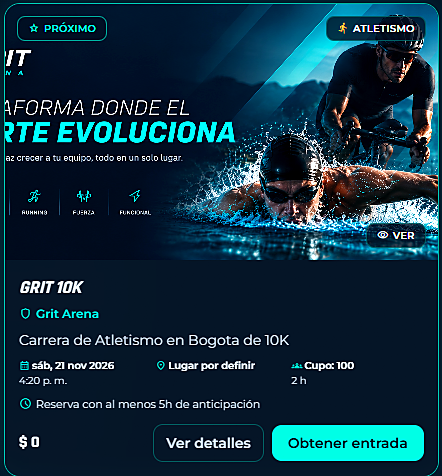 PRÓXIMO
ATLETISMO
IT
N A
AFORMA DONDE EL
RTE EVOLUCIONA
az crecer a tu equipo, todo en un solo lugar.
RUNNING
FUERZA
FUNCIONAL
VER
GRIT 10K
Grit Arena
Carrera de Atletismo en Bogota de 10K
sáb, 21 nov 2026 Lugar por definir Cupo: 100
4:20 p. m. 2 h
Reserva con al menos 5h de anticipación
$ 0 Ver detalles Obtener entrada